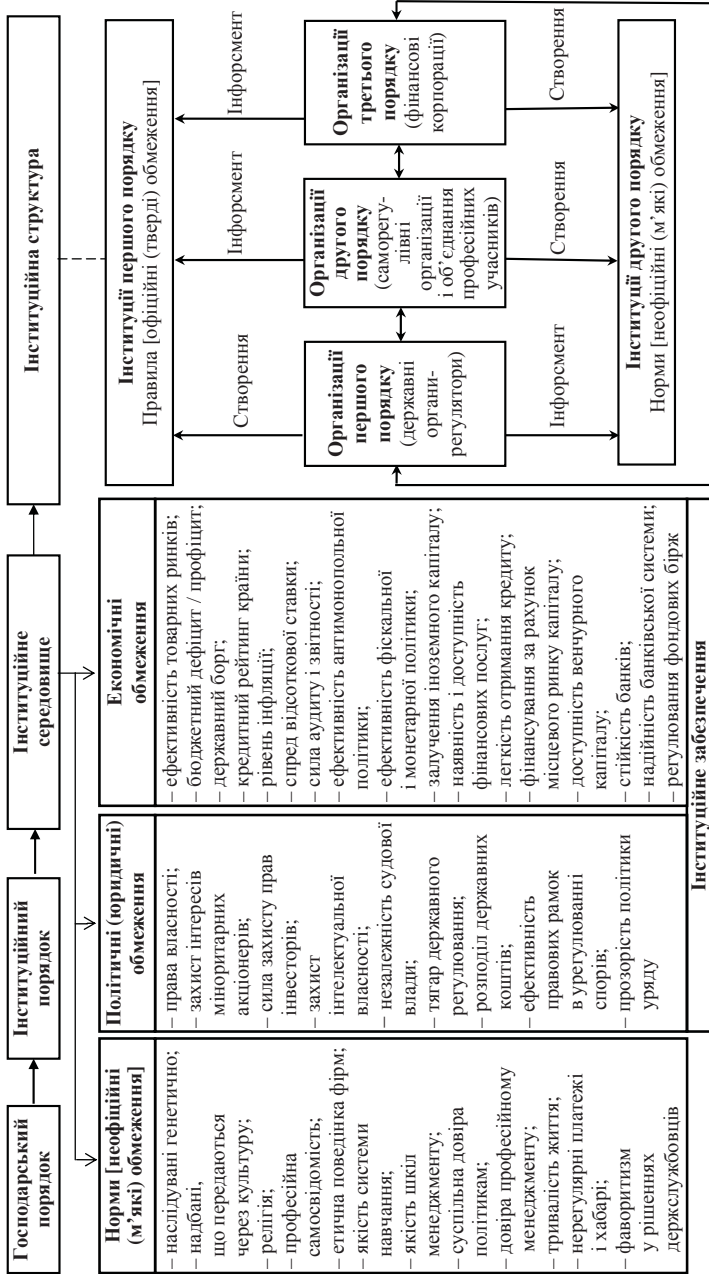 Господарський
порядок
Інституційний
порядок
Інституційне
середовище
Інституційна структура
Норми [неофіційні
(м’які) обмеження]
– наслідувані генетично;
– надбані,
що передаються
через культуру;
– релігія;
– професійна
самосвідомість;
– етична поведінка фірм;
– якість системи
навчання;
– якість шкіл
менеджменту;
– суспільна довіра
політикам;
– довіра професійному
менеджменту;
– тривалість життя;
– нерегулярні платежі
і хабарі;
– фаворитизм
у рішеннях
держслужбовців
Політичні (юридичні)
обмеження
– права власності;
– захист інтересів
міноритарних
акціонерів;
– сила захисту прав
інвесторів;
– захист
інтелектуальної
власності;
– незалежність судової
влади;
– тягар державного
регулювання;
– розподіл державних
коштів;
– ефективність
правових рамок
в урегулюванні
спорів;
– прозорість політики
уряду
Економічні
обмеження
– ефективність товарних ринків;
– бюджетний дефіцит / профіцит;
– державний борг;
– кредитний рейтинг країни;
– рівень інфляції;
– спред відсоткової ставки;
– сила аудиту і звітності;
– ефективність антимонопольної
політики;
– ефективність фіскальної
і монетарної політики;
– залучення іноземного капіталу;
– наявність і доступність
фінансових послуг;
– легкість отримання кредиту;
– фінансування за рахунок
місцевого ринку капіталу;
– доступність венчурного
капіталу;
– стійкість банків;
– надійність банківської системи;
– регулювання фондових бірж
Інституційне забезпечення
Інституції першого порядку
Правила [офіційні (тверді) обмеження]
Створення
Інфорсмент
Інфорсмент
Організації
першого
порядку
(державні
органи-
регулятори)
Організації
другого
порядку
(саморегу-
лівні
організації
і об’єднання
професійних
учасників)
Організації
третього
порядку
(фінансові
корпорації)
Інфорсмент
Створення
Створення
Інституції другого порядку
Норми [неофіційні (м’які) обмеження]